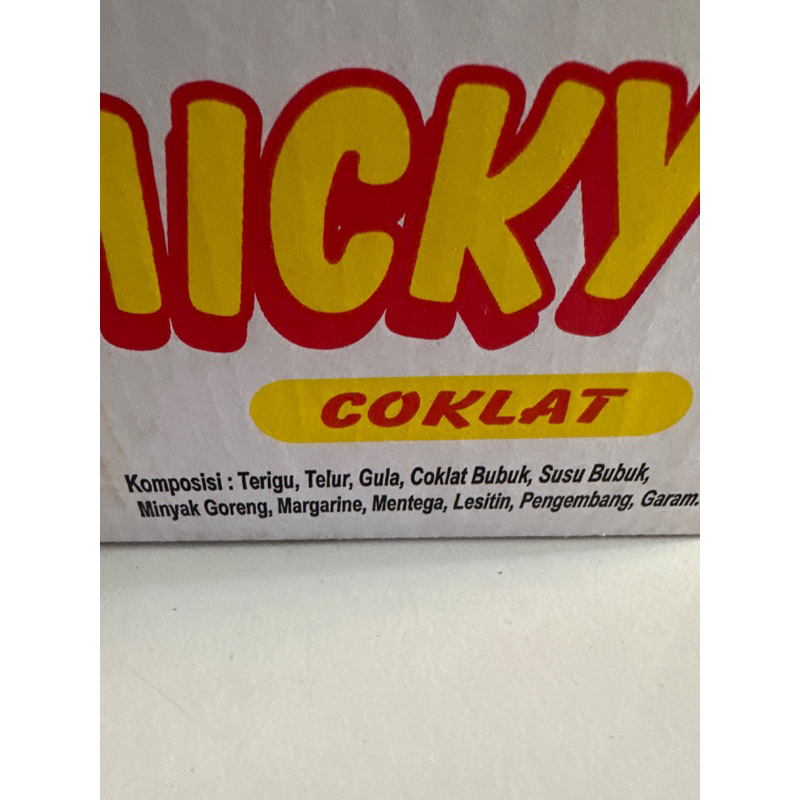 ICKY
COKLAT
Komposisi : Terigu, Telur, Gula, Coklat Bubuk, Susu Bubuk,
Minyak Goreng, Margarine, Mentega, Lesitin, Pengembang, Garam.